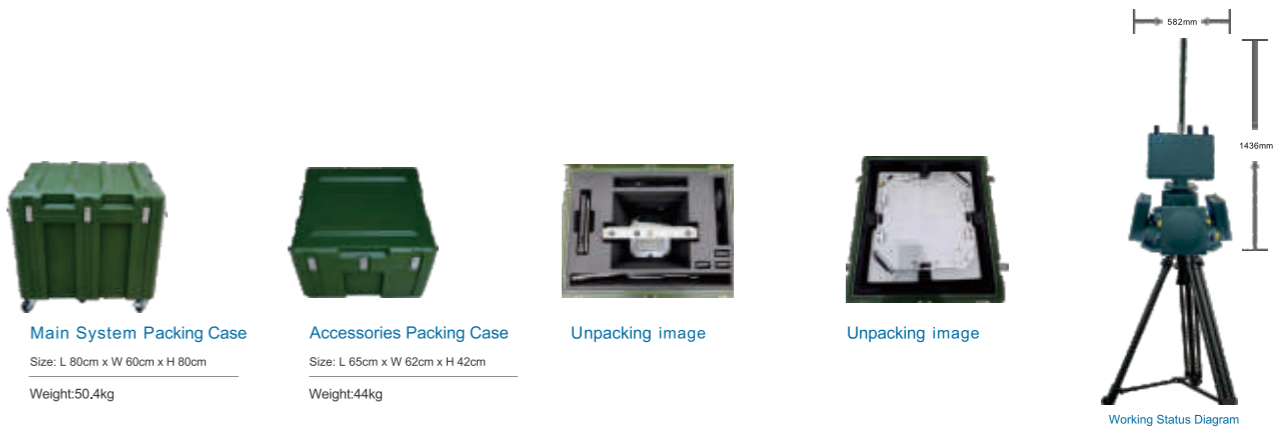 582mm
1436mm
Main System Packing Case
Size: L 80cm x W 60cm x H 80cm
Weight:50.4kg
Accessories Packing Case
Size: L 65cm x W 62cm x H 42cm
Weight:44kg
Unpacking image
Unpacking image
Working Status Diagram